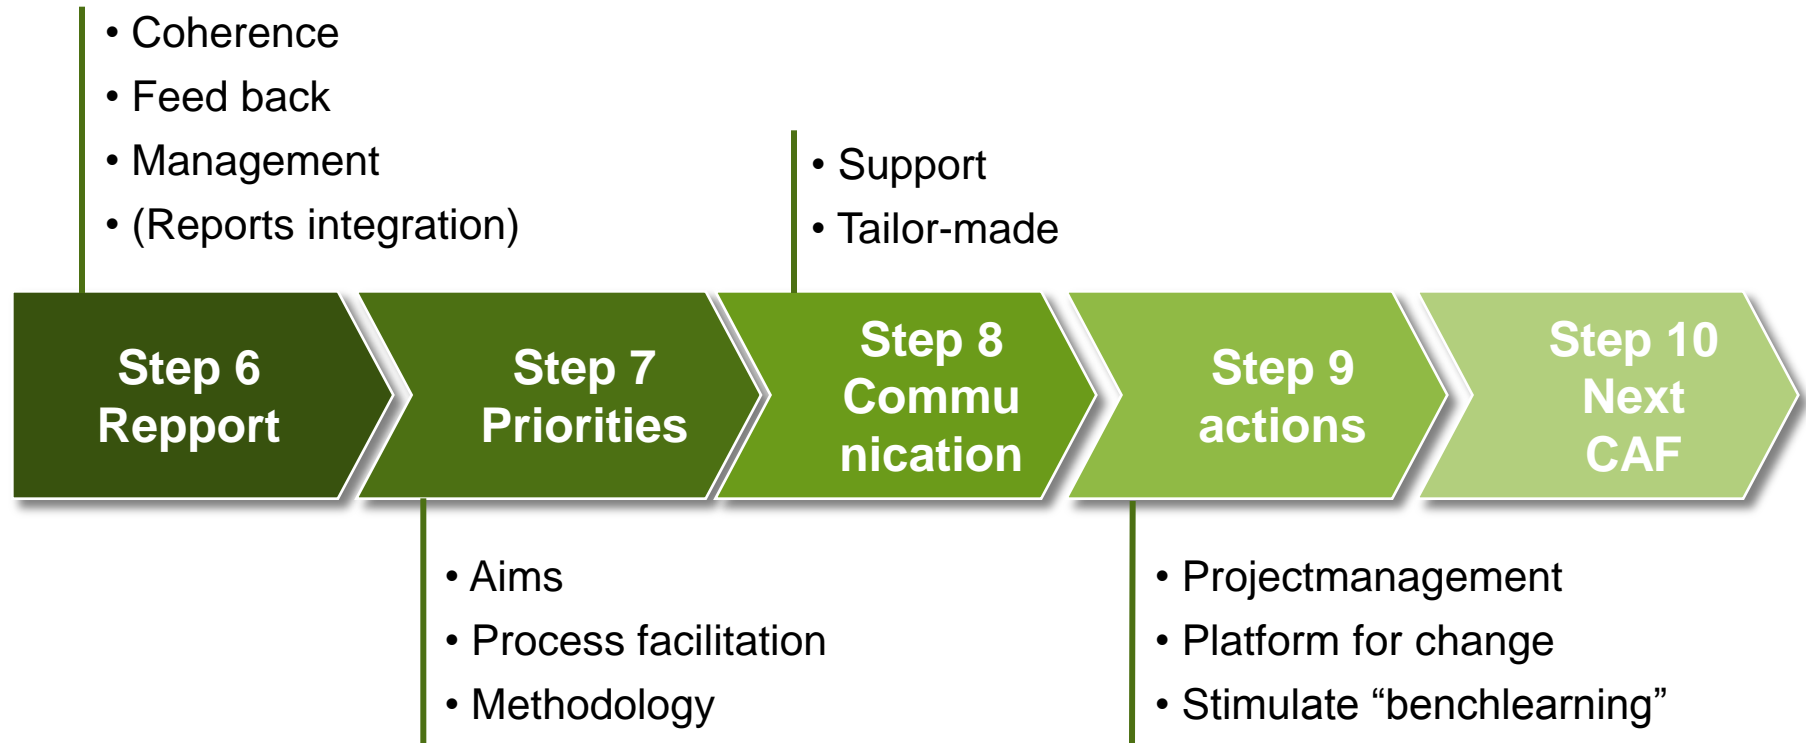 • Coherence
• Feed back
• Management
• (Reports integration)
• Support
• Tailor-made
Step 6
Repport
Step 7
Priorities
Step 8
Commu
nication
Step 9
actions
Step 10
Next
CAF
• Aims
• Process facilitation
• Methodology
• Projectmanagement
• Platform for change
• Stimulate “benchlearning”